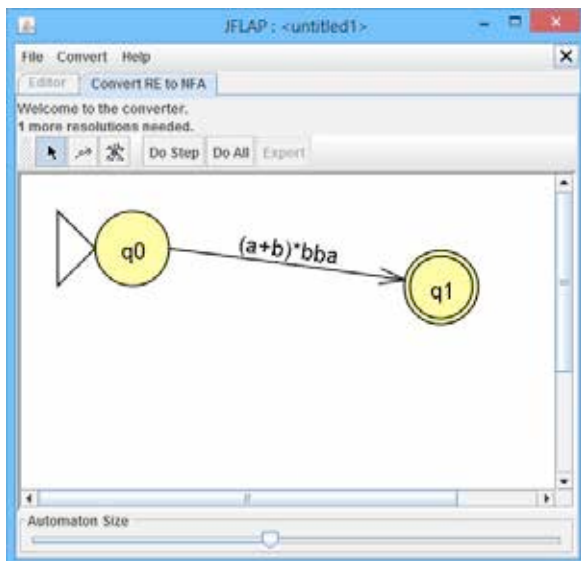 JFLAP : <untitled1>
File Convert Help
Editor Convert RE to NFA
Welcome to the converter.
1 more resolutions needed.
Do Step Do All Export
q0
(a+b)*bba
q1
Automaton Size